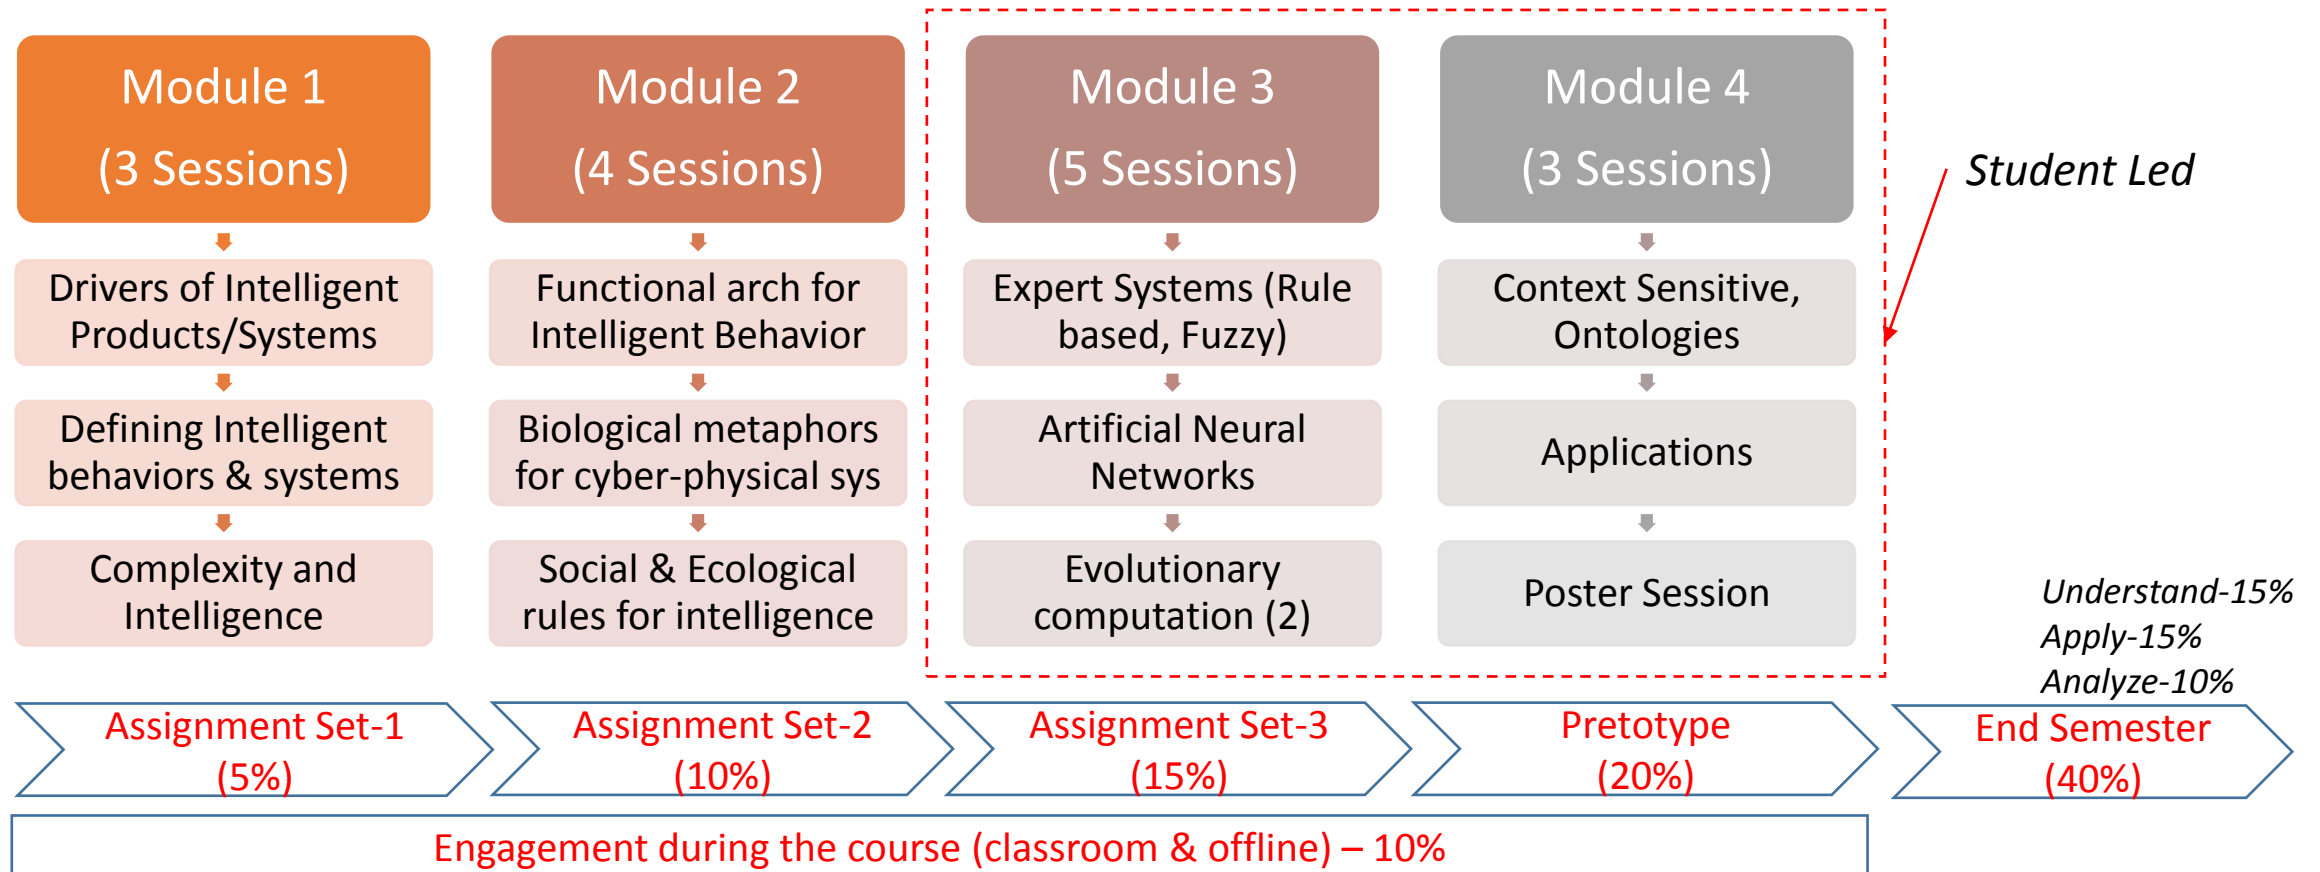 Module 1
(3 Sessions)
Drivers of Intelligent
Products/Systems
Defining Intelligent
behaviors & systems
Complexity and
Intelligence
Module 2
(4 Sessions)
Functional arch for
Intelligent Behavior
Biological metaphors
for cyber-physical sys
Social & Ecological
rules for intelligence
Module 3
(5 Sessions)
Expert Systems (Rule
based, Fuzzy)
Artificial Neural
Networks
Evolutionary
computation (2)
Module 4
(3 Sessions)
Context Sensitive,
Ontologies
Applications
Poster Session
Student Led
Understand-15%
Apply-15%
Analyze-10%
Assignment Set-1
(5%)
Assignment Set-2
(10%)
Assignment Set-3
(15%)
Pretotype
(20%)
End Semester
(40%)
Engagement during the course (classroom & offline) – 10%